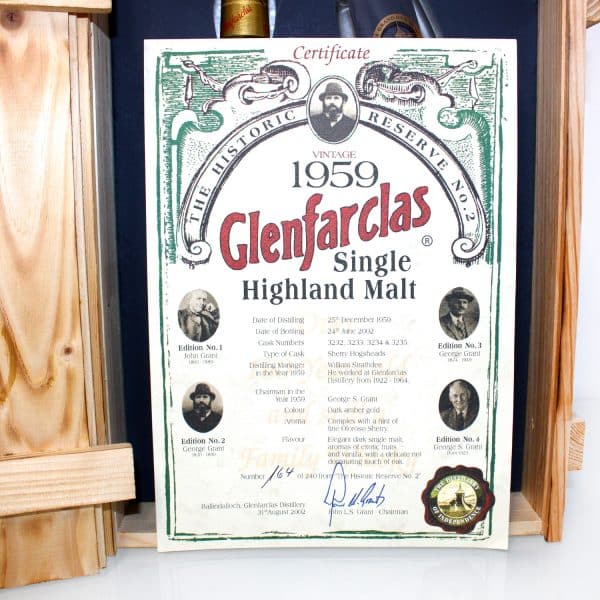 Certificate
THE HISTORIC RESERVE No.2
VINTAGE
1959
Glenfarclas®
Single
Highland Malt
Date of Distilling 25th December 1959
Date of Bottling 24th June 2002
Cask Numbers 3232, 3233, 3234 & 3235
Type of Cask Sherry Hogsheads
Distilling Manager William Strathdee
in the Year 1959 He worked at Glenfarclas
Distillery from 1922 - 1964.
Chairman in the
Year 1959 George S. Grant
Colour Dark amber gold
Aroma Complex with a hint of
fine Oloroso Sherry.
Flavour Elegant dark single malt,
aromas of exotic fruits
and vanilla, with a delicate not
dominating touch of oak.
Number 164 of 240 from 'The Historic Reserve No. 2'
Ballindalloch, Glenfarclas Distillery
31st August 2002
John L.S. Grant - Chairman
Edition No. 1
John Grant
Edition No. 2
George Grant
Edition No. 3
George Grant
Edition No. 4
George S. Grant
OF INDEPENDENCE